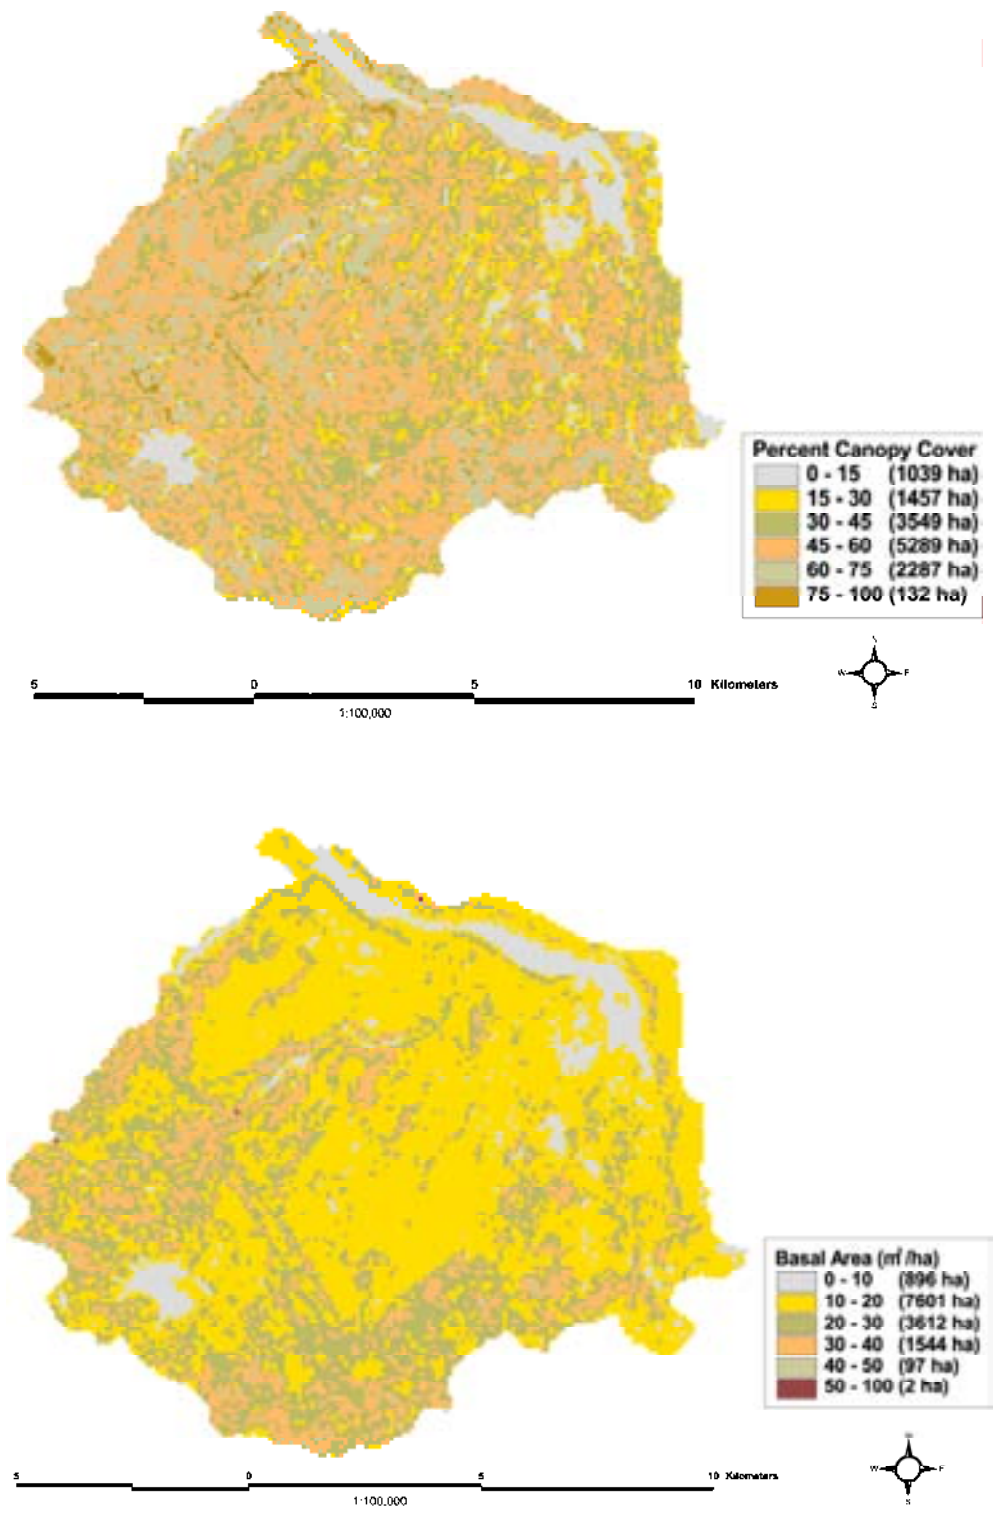 Percent Canopy Cover
0 - 15 (1039 ha)
15 - 30 (1457 ha)
30 - 45 (3549 ha)
45 - 60 (5289 ha)
60 - 75 (2287 ha)
75 - 100 (132 ha)
N
W E
S
5 0 5 10 Kilometers
1:100,000
Basal Area (m²/ha)
0 - 10 (896 ha)
10 - 20 (7601 ha)
20 - 30 (3612 ha)
30 - 40 (1544 ha)
40 - 50 (97 ha)
50 - 100 (2 ha)
N
W E
S
5 0 5 10 Kilometers
1:100,000